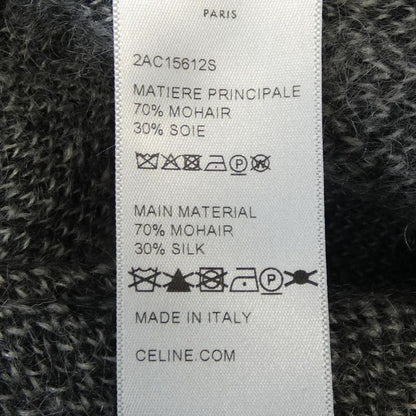 PARIS
2AC15612S
MATIERE PRINCIPALE
70% MOHAIR
30% SOIE
MAIN MATERIAL
70% MOHAIR
30% SILK
MADE IN ITALY
CELINE.COM